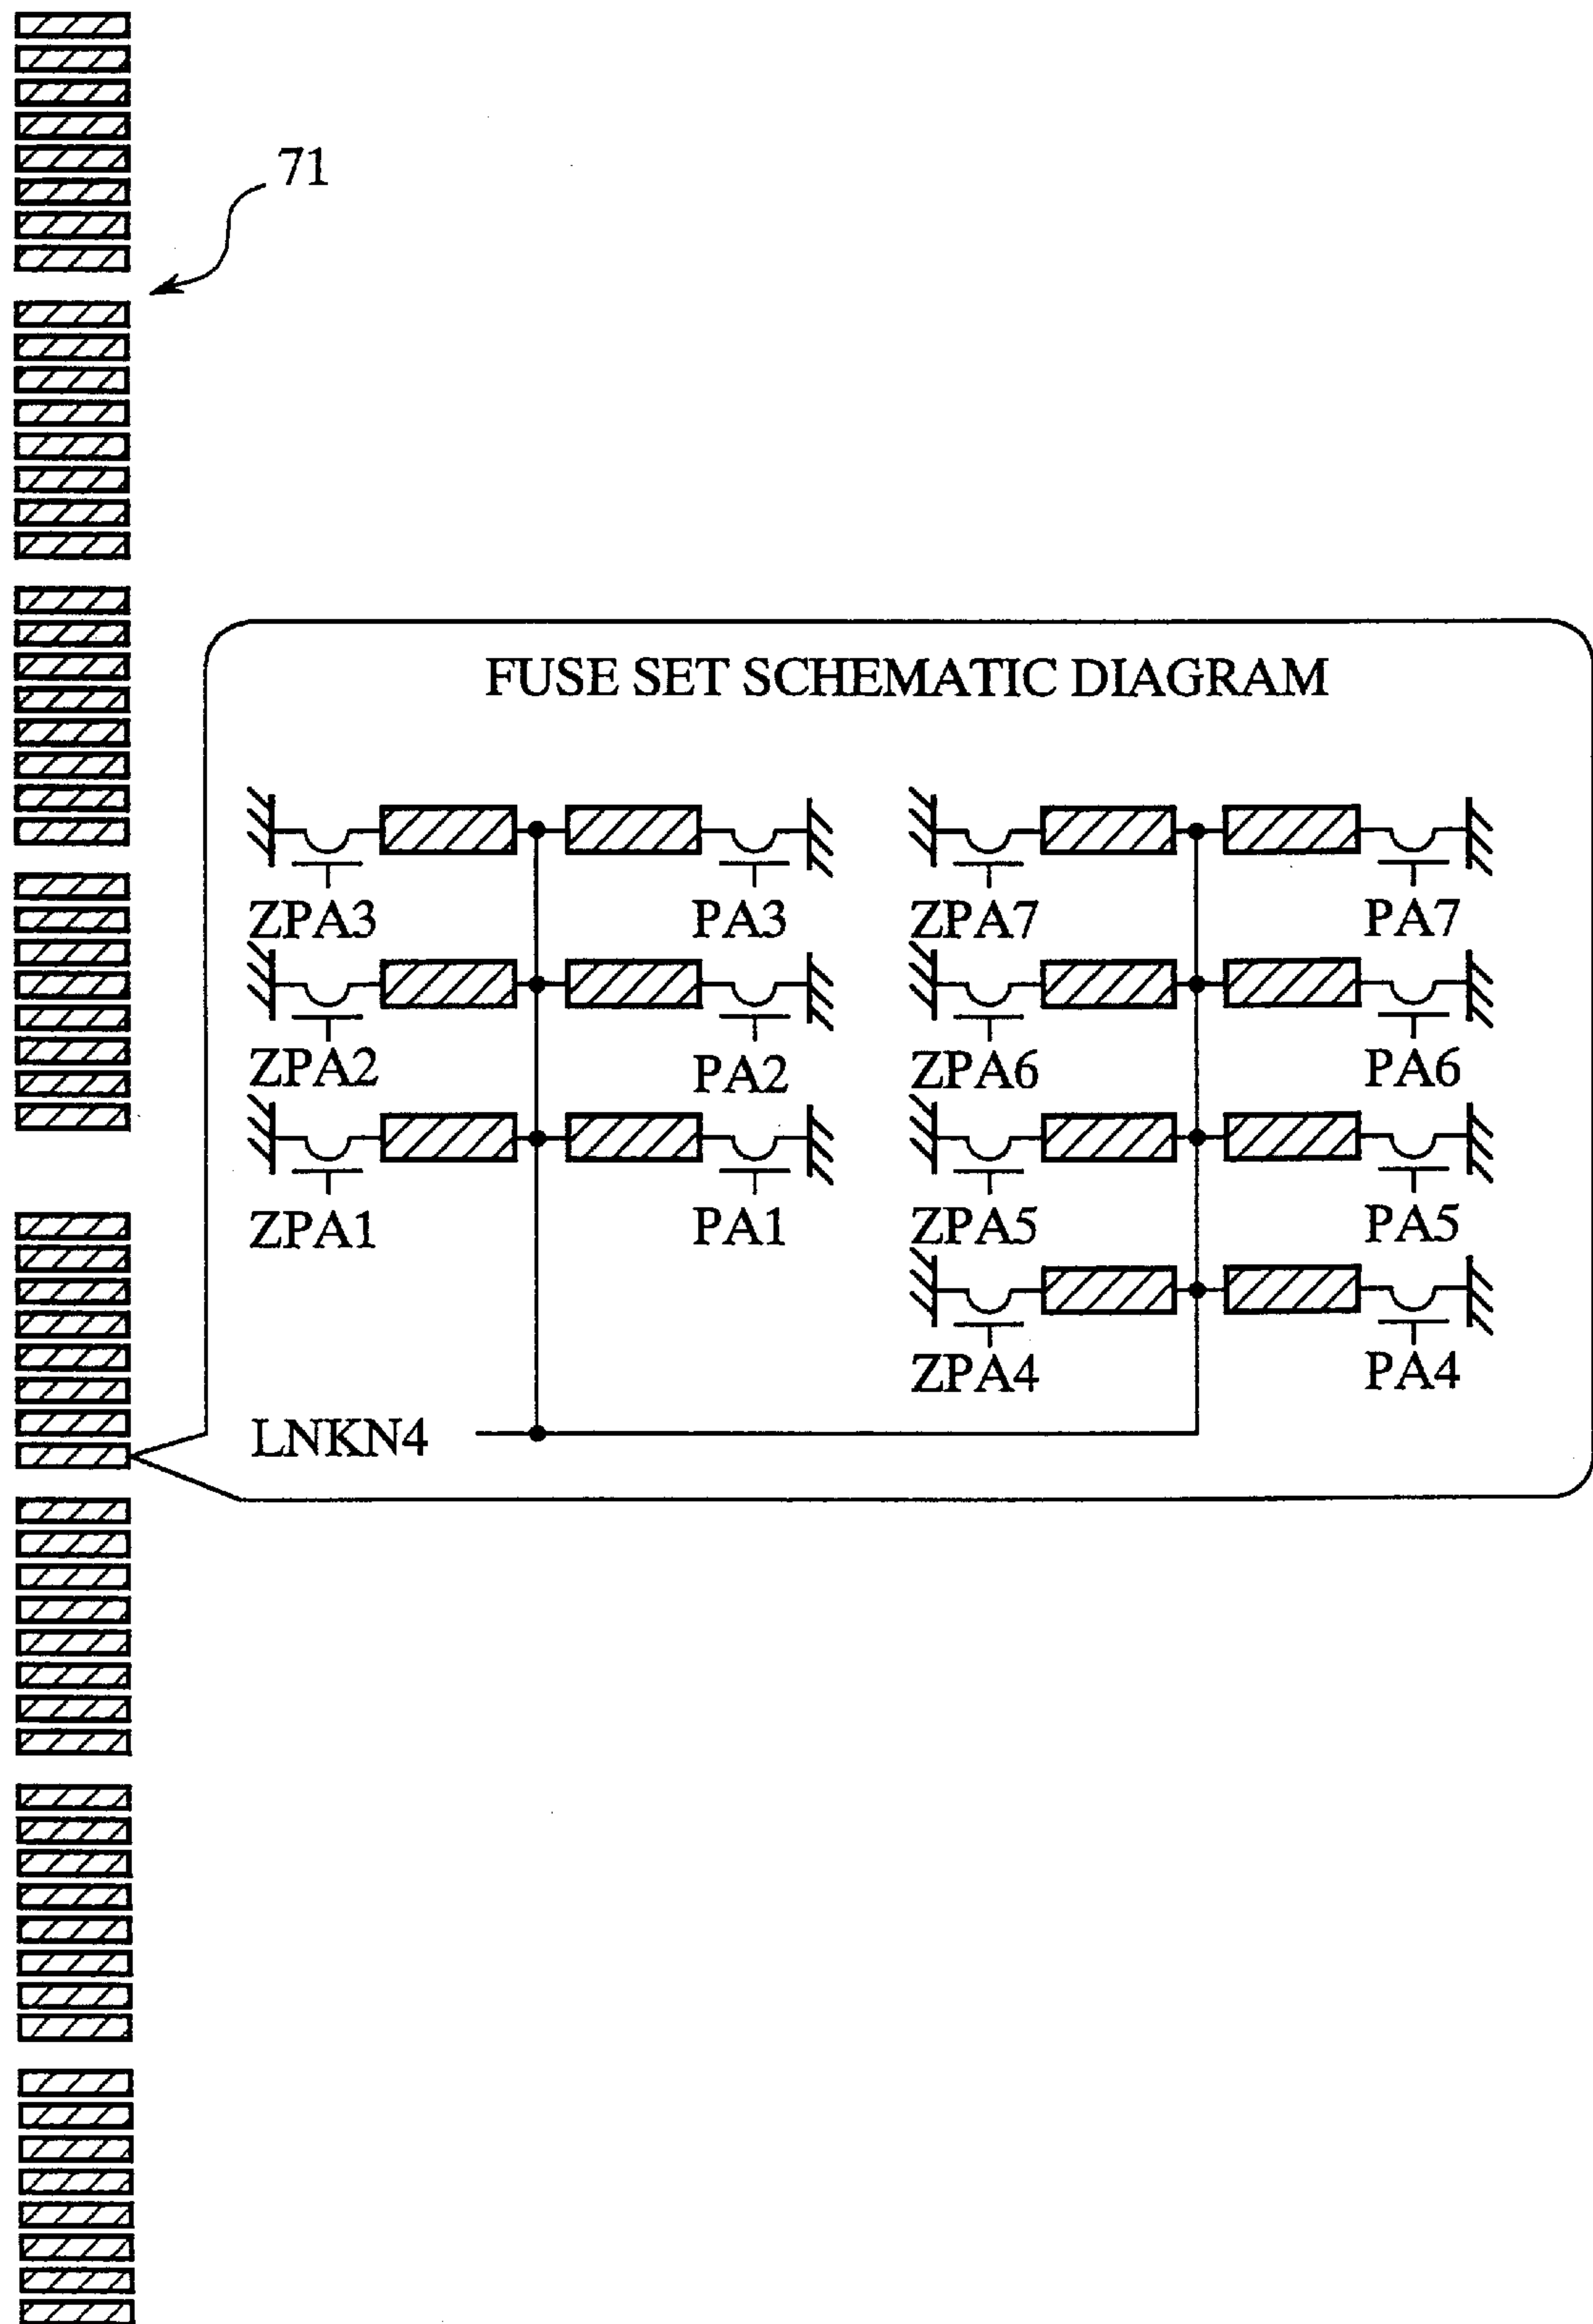 71
FUSE SET SCHEMATIC DIAGRAM
ZPA3 PA3 ZPA7 PA7
ZPA2 PA2 ZPA6 PA6
ZPA1 PA1 ZPA5 PA5
ZPA4 PA4
LNKN4